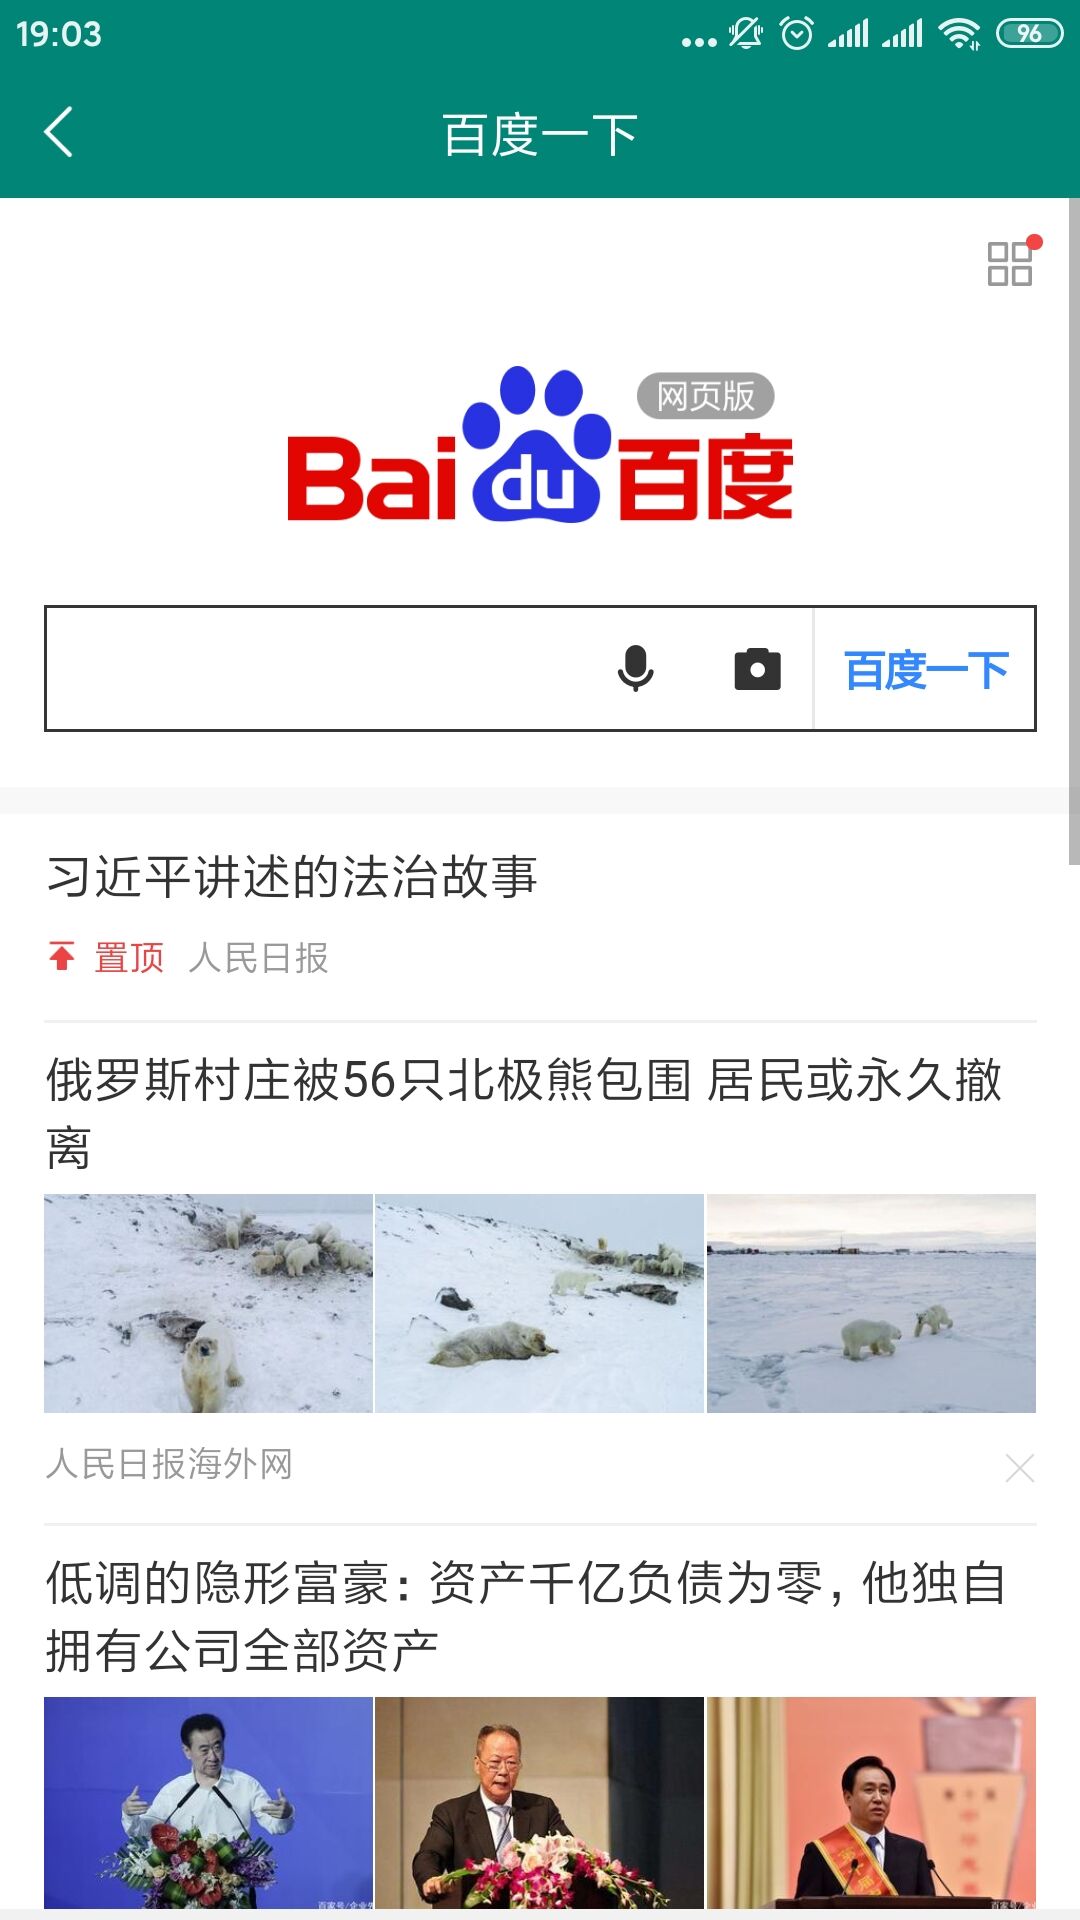 19:03
96
百度一下
网页版
Bai du 百度
百度一下
习近平讲述的法治故事
置顶 人民日报
俄罗斯村庄被56只北极熊包围 居民或永久撤
离
人民日报海外网
低调的隐形富豪：资产千亿负债为零，他独自
拥有公司全部资产